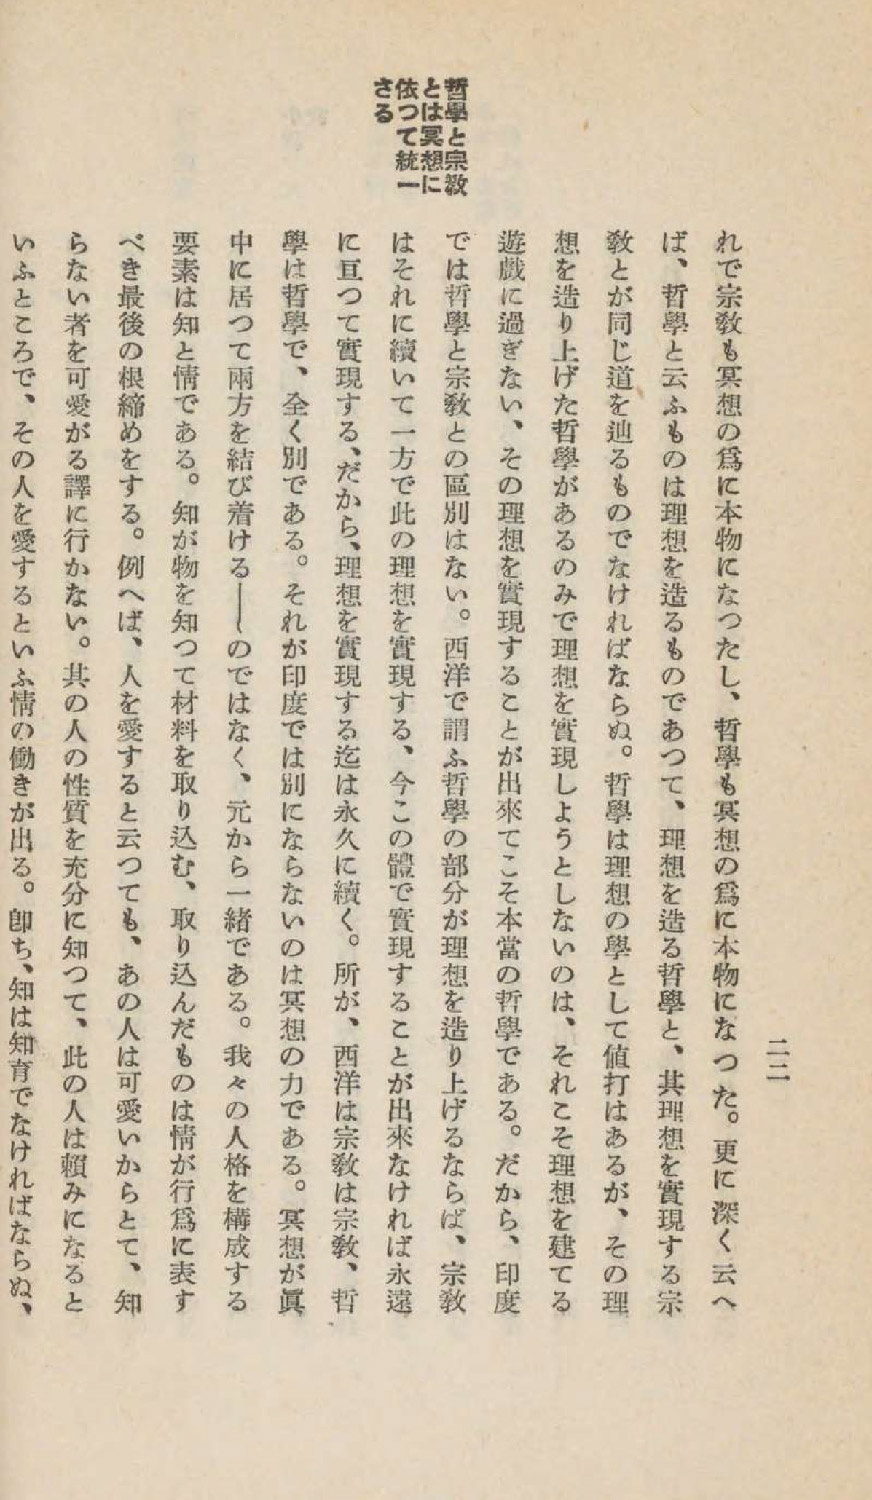 二二
哲學と宗敎
とは冥想に
依つて統一
さる
れで宗敎も冥想の爲に本物になつたし、哲學も冥想の爲に本物になつた。更に深く云へ
ば、哲學と云ふものは理想を造るものであつて、理想を造る哲學と、其理想を實現する宗
敎とが同じ道を辿るものでなければならぬ。哲學は理想の學として値打はあるが、その理
想を造り上げた哲學があるのみで理想を實現しようとしないのは、それこそ理想を建てる
遊戲に過ぎない、その理想を實現することが出來てこそ本當の哲學である。だから、印度
では哲學と宗敎との區別はない。西洋で謂ふ哲學の部分が理想を造り上げるならば、宗敎
はそれに續いて一方で此の理想を實現する、今この體で實現することが出來なければ永遠
に亙つて實現する、だから、理想を實現する迄は永久に續く。所が、西洋は宗敎は宗敎、哲
學は哲學で、全く別である。それが印度では別にならないのは冥想の力である。冥想が眞
中に居つて兩方を結び着ける――のではなく、元から一緖である。我々の人格を構成する
要素は知と情である。知が物を知つて材料を取り込む、取り込んだものは情が行爲に表す
べき最後の根締めをする。例へば、人を愛すると云つても、あの人は可愛いからとて、知
らない者を可愛がる譯に行かない。其の人の性質を充分に知つて、此の人は賴みになると
いふところで、その人を愛するといふ情の働きが出る。卽ち、知は知育でなければならぬ、